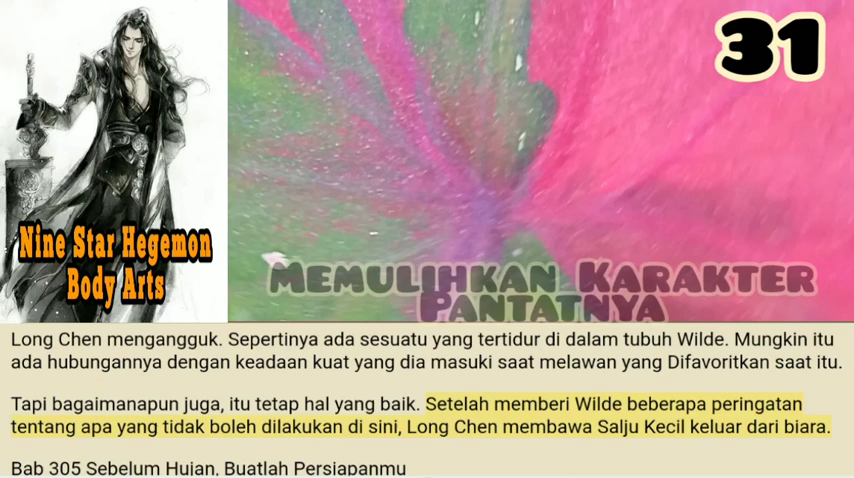 31
Nine Star Hegemon
Body Arts
Memulihkan Karakter
Pantatnya
Long Chen mengangguk. Sepertinya ada sesuatu yang tertidur di dalam tubuh Wilde. Mungkin itu
ada hubungannya dengan keadaan kuat yang dia masuki saat melawan yang Difavoritkan saat itu.
Tapi bagaimanapun juga, itu tetap hal yang baik. Setelah memberi Wilde beberapa peringatan
tentang apa yang tidak boleh dilakukan di sini, Long Chen membawa Salju Kecil keluar dari biara.
Bab 305 Sebelum Hujan, Buatlah Persiapanmu